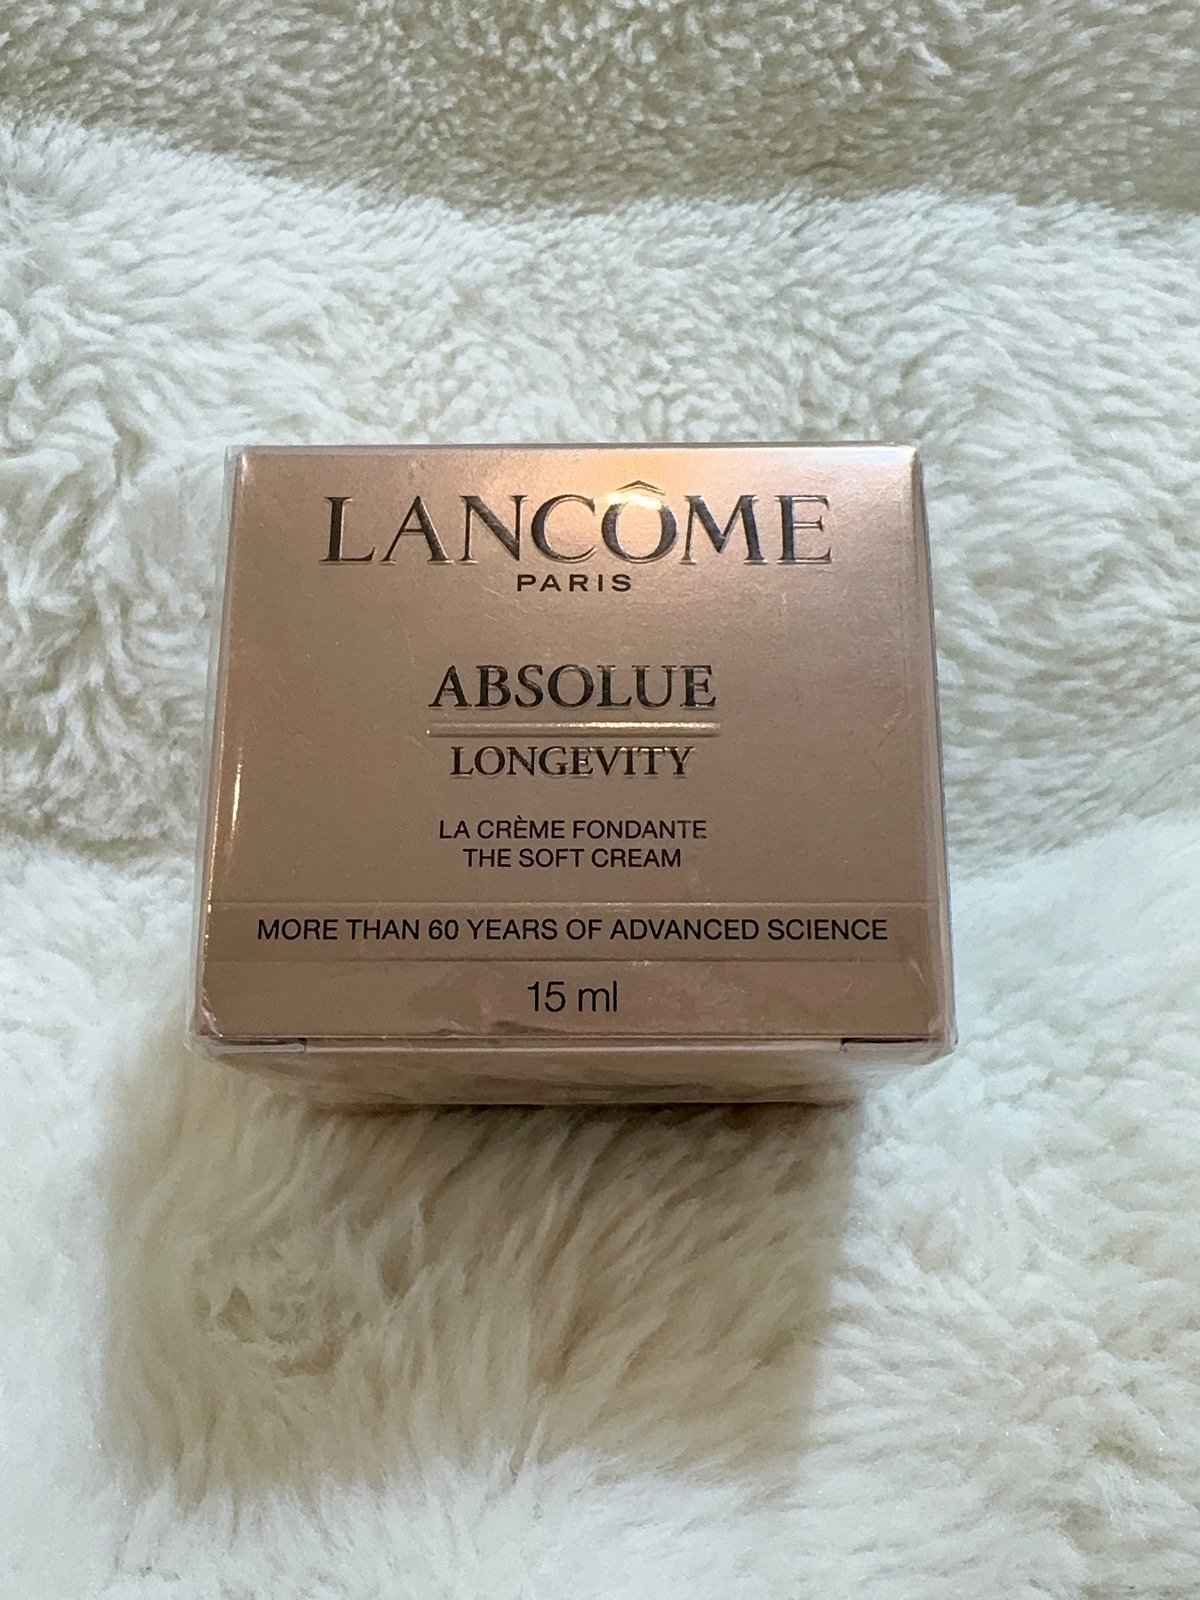 LANCÔME
PARIS
ABSOLUE
LONGEVITY
LA CRÈME FONDANTE
THE SOFT CREAM
MORE THAN 60 YEARS OF ADVANCED SCIENCE
15 ml